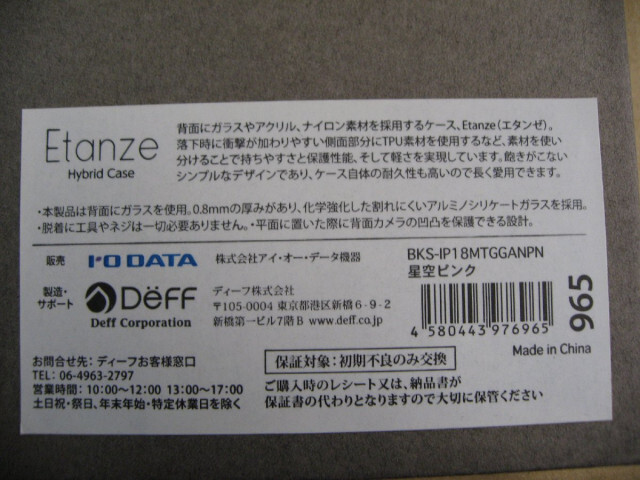 Etanze
Hybrid Case
背面にガラスやアクリル、ナイロン素材を採用するケース、Etanze(エタンゼ)。
落下時に衝撃が加わりやすい側面部分にTPU素材を使用するなど、素材を使い
分けることで持ちやすさと保護性能、そして軽さを実現しています。飽きがこない
シンプルなデザインであり、ケース自体の耐久性も高いので長く愛用できます。
・本製品は背面にガラスを使用。0.8mmの厚みがあり、化学強化した割れにくいアルミノシリケートガラスを採用。
・脱着に工具やネジは一切必要ありません。・平面に置いた際に背面カメラの凹凸を保護できる設計。
販売 I-O DATA 株式会社アイ・オー・データ機器
製造・サポート DëFF Deff Corporation
ディーフ株式会社
〒105-0004 東京都港区新橋6-9-2
新橋第一ビル7階B www.deff.co.jp
BKS-IP18MTGGANPN
星空ピンク
4 580443 976965
965
Made in China
お問合せ先:ディーフお客様窓口
TEL: 06-4963-2797
営業時間: 10:00〜12:00 13:00〜17:00
土日祝・祭日、年末年始・特定休業日を除く
保証対象:初期不良のみ交換
ご購入時のレシート又は、納品書が
保証書の代わりとなりますので大切に保管ください